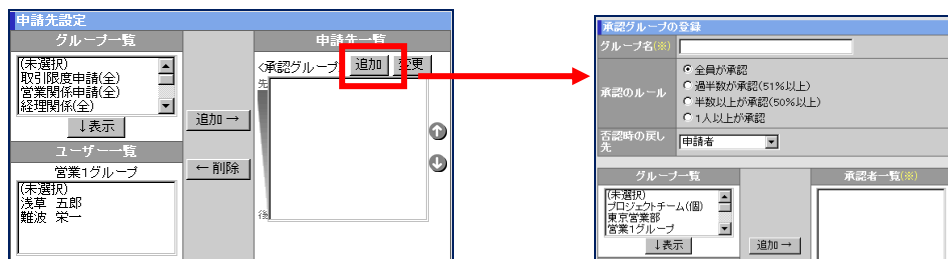 申請先設定
グループ一覧
(未選択)
取引限度申請(全)
営業関係申請(全)
経理関係(全)
↓表示
ユーザー一覧
営業1グループ
(未選択)
浅草 五郎
難波 栄一
追加→
←削除
申請先一覧
<承認グループ
追加
変更
先
後
承認グループの登録
グループ名(※)
承認のルール
全員が承認
過半数が承認(51%以上)
半数以上が承認(50%以上)
1人以上が承認
否認時の戻し
先
申請者
グループ一覧
(未選択)
プロジェクトチーム(個)
東京営業部
営業1グループ
↓表示
追加→
承認者一覧(※)